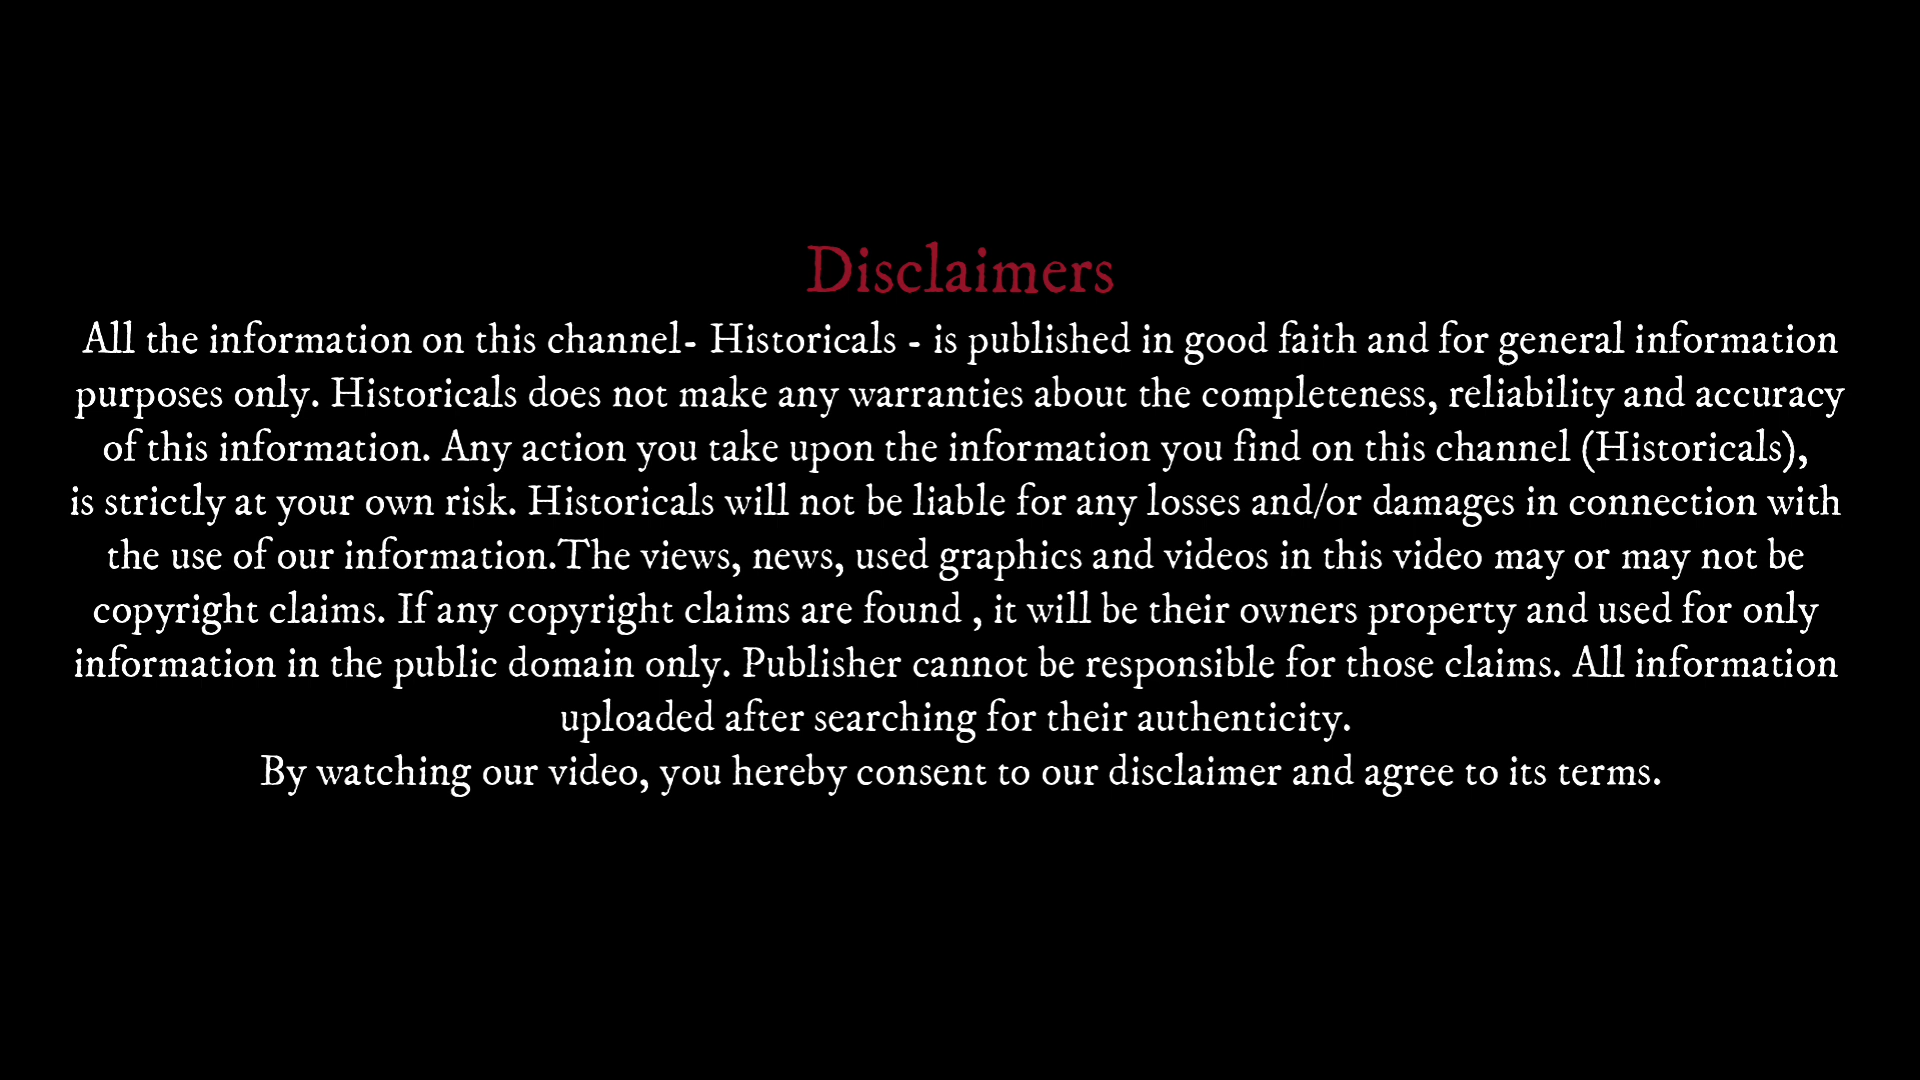 Disclaimers
All the information on this channel- Historicals - is published in good faith and for general information
purposes only. Historicals does not make any warranties about the completeness, reliability and accuracy
of this information. Any action you take upon the information you find on this channel (Historicals),
is strictly at your own risk. Historicals will not be liable for any losses and/or damages in connection with
the use of our information.The views, news, used graphics and videos in this video may or may not be
copyright claims. If any copyright claims are found , it will be their owners property and used for only
information in the public domain only. Publisher cannot be responsible for those claims. All information
uploaded after searching for their authenticity.
By watching our video, you hereby consent to our disclaimer and agree to its terms.